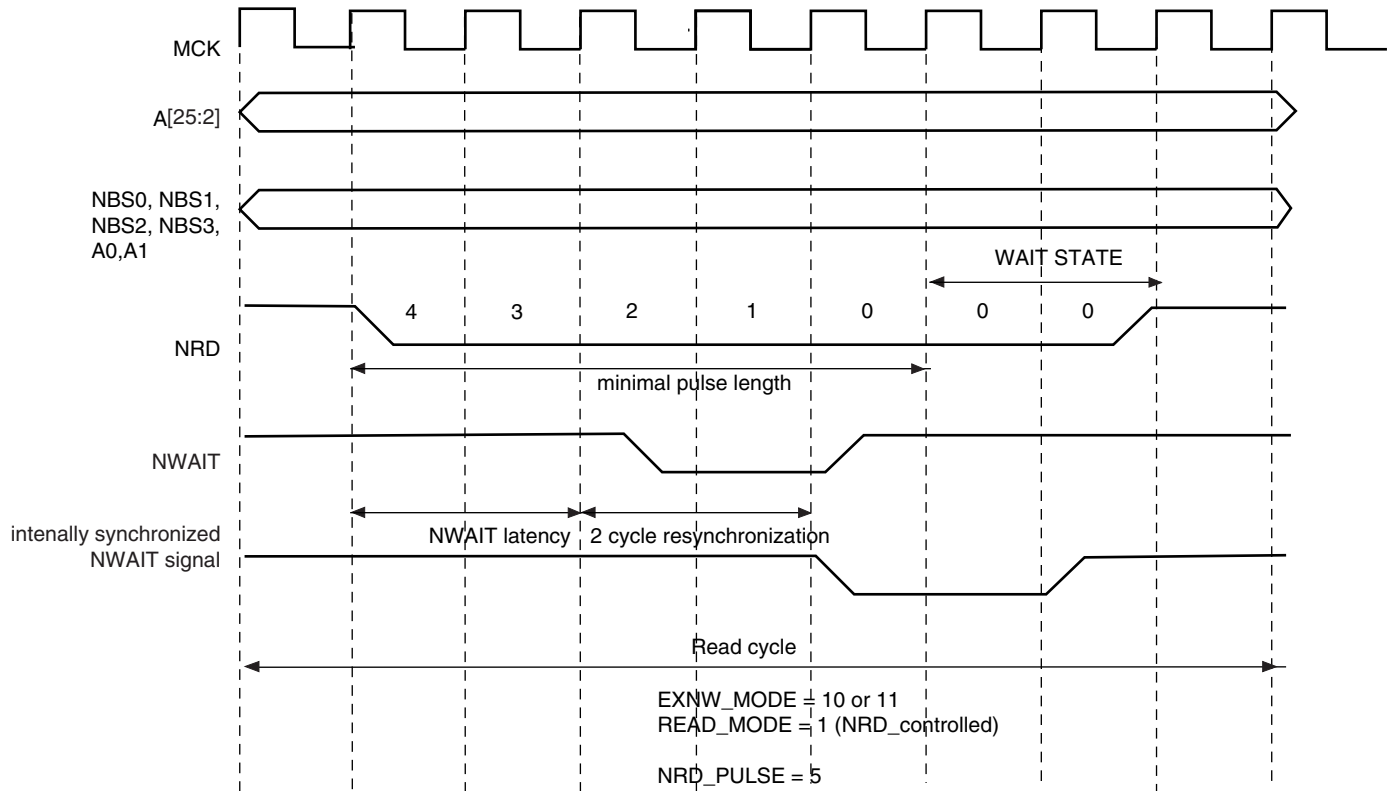 MCK
A[25:2]
NBS0, NBS1,
NBS2, NBS3,
A0,A1
WAIT STATE
4 3 2 1 0 0 0
NRD
minimal pulse length
NWAIT
NWAIT latency 2 cycle resynchronization
intenally synchronized
NWAIT signal
Read cycle
EXNW_MODE = 10 or 11
READ_MODE = 1 (NRD_controlled)
NRD_PULSE = 5